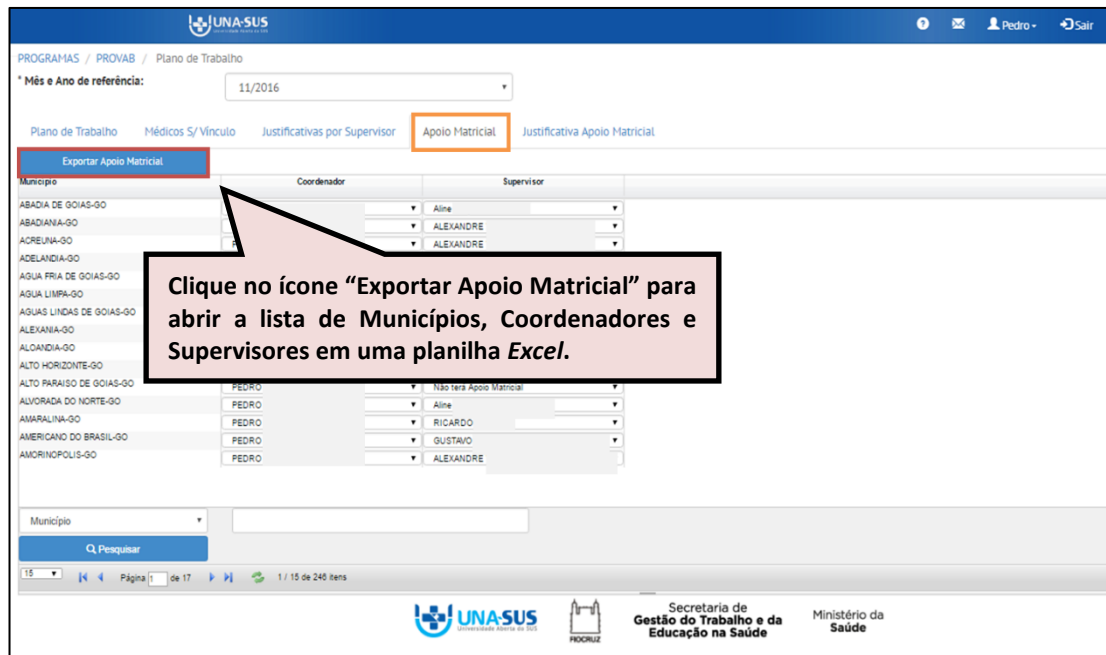 UNA-SUS
Pedro
Sair
PROGRAMAS / PROVAB / Plano de Trabalho
* Mês e Ano de referência:
11/2016
Plano de Trabalho Médicos S/ Vínculo Justificativas por Supervisor Apoio Matricial Justificativa Apoio Matricial
Exportar Apoio Matricial
Município Coordenador Supervisor
ABADIA DE GOIAS-GO Aline
ABADIANIA-GO ALEXANDRE
ACREUNA-GO ALEXANDRE
ADELANDIA-GO
AGUA FRIA DE GOIAS-GO
AGUA LIMPA-GO
AGUAS LINDAS DE GOIAS-GO
ALEXANIA-GO
ALOANDIA-GO
ALTO HORIZONTE-GO
Clique no ícone “Exportar Apoio Matricial” para
abrir a lista de Municípios, Coordenadores e
Supervisores em uma planilha Excel.
ALTO PARAISO DE GOIAS-GO PEDRO Não terá Apoio Matricial
ALVORADA DO NORTE-GO PEDRO Aline
AMARALINA-GO PEDRO RICARDO
AMERICANO DO BRASIL-GO PEDRO GUSTAVO
AMORINOPOLIS-GO PEDRO ALEXANDRE
Município
Pesquisar
15 Página 1 de 17 1 / 15 de 246 itens
UNA-SUS
Universidade Aberta do SUS
FIOCRUZ
Secretaria de
Gestão do Trabalho e da
Educação na Saúde
Ministério da
Saúde